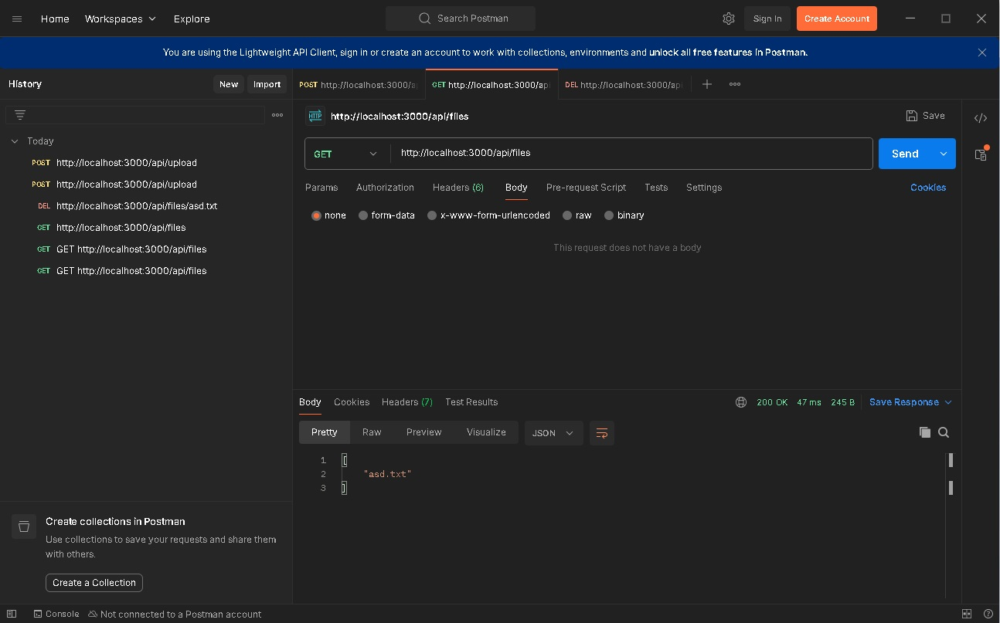 Home Workspaces Explore Search Postman Sign In Create Account
You are using the Lightweight API Client, sign in or create an account to work with collections, environments and unlock all free features in Postman.
History New Import
POST http://localhost:3000/a GET http://localhost:3000/api DEL http://localhost:3000/api
HTTP http://localhost:3000/api/files Save
Today
POST http://localhost:3000/api/upload
POST http://localhost:3000/api/upload
DEL http://localhost:3000/api/files/asd.txt
GET http://localhost:3000/api/files
GET GET http://localhost:3000/api/files
GET GET http://localhost:3000/api/files
GET http://localhost:3000/api/files Send
Params Authorization Headers (6) Body Pre-request Script Tests Settings Cookies
none form-data x-www-form-urlencoded raw binary
This request does not have a body
Body Cookies Headers (7) Test Results 200 OK 47 ms 245 B Save Response
Pretty Raw Preview Visualize JSON
1 [
2 "asd.txt"
3 ]
Create collections in Postman
Use collections to save your requests and share them
with others.
Create a Collection
Console Not connected to a Postman account